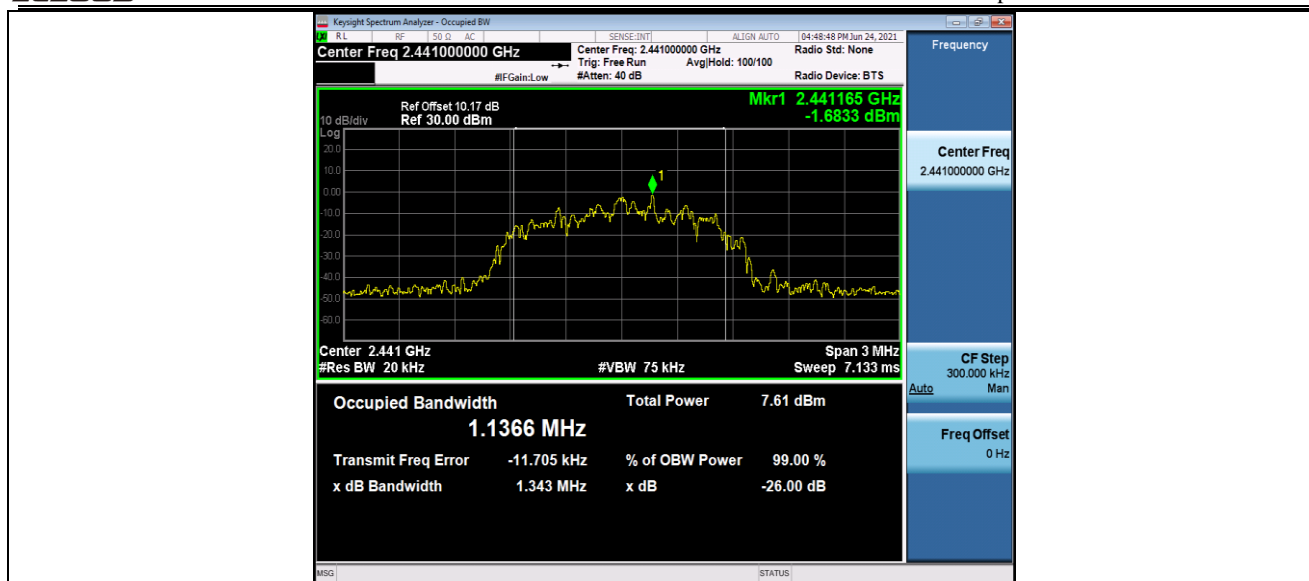 Keysight Spectrum Analyzer - Occupied BW
LXI RL RF 50 Ω AC SENSE:INT ALIGN AUTO 04:48:48 PM Jun 24, 2021
Center Freq 2.441000000 GHz
Center Freq: 2.441000000 GHz
Radio Std: None
Trig: Free Run Avg|Hold: 100/100
#IFGain:Low
#Atten: 40 dB
Radio Device: BTS
Frequency
Mkr1 2.441165 GHz
-1.6833 dBm
Ref Offset 10.17 dB
10 dB/div Ref 30.00 dBm
Log
20.0
10.0
0.00
-10.0
-20.0
-30.0
-40.0
-50.0
-60.0
1
Center 2.441 GHz
Span 3 MHz
#Res BW 20 kHz
#VBW 75 kHz
Sweep 7.133 ms
Occupied Bandwidth
1.1366 MHz
Total Power 7.61 dBm
Transmit Freq Error -11.705 kHz
% of OBW Power 99.00 %
x dB Bandwidth 1.343 MHz
x dB -26.00 dB
Center Freq
2.441000000 GHz
CF Step
300.000 kHz
Auto Man
Freq Offset
0 Hz
MSG
STATUS